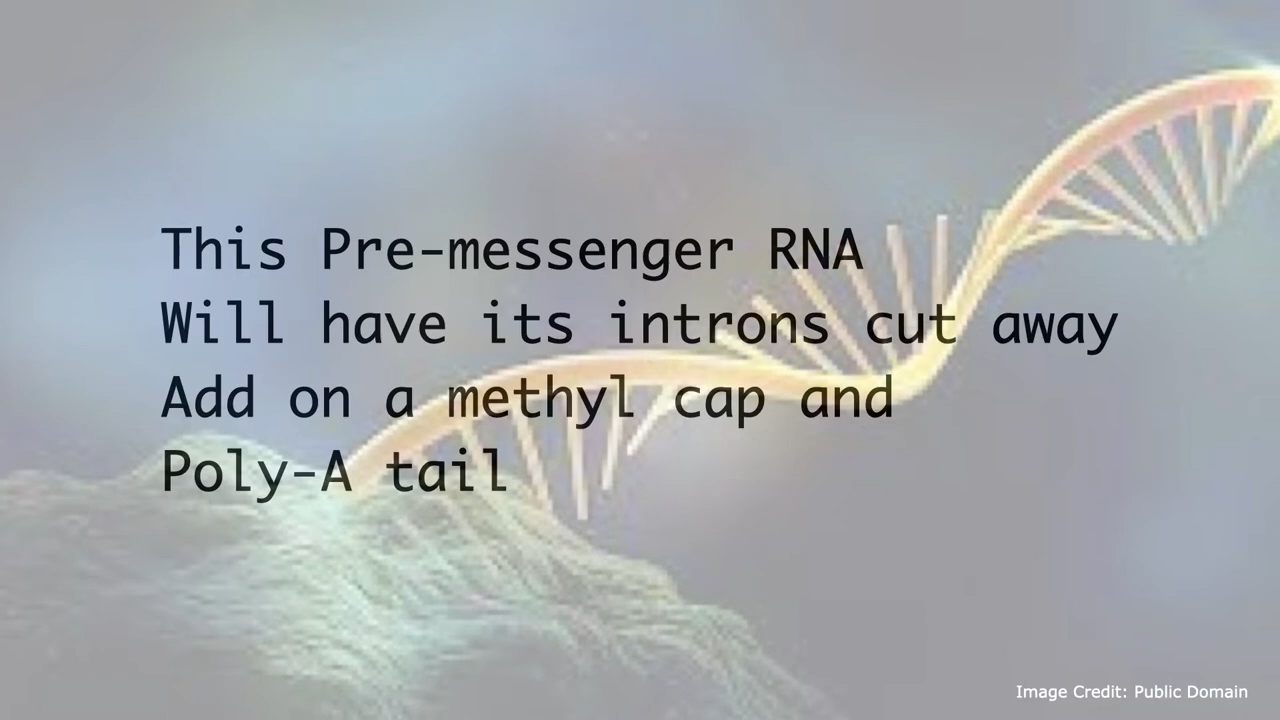 This Pre-messenger RNA
Will have its introns cut away
Add on a methyl cap and
Poly-A tail
Image Credit: Public Domain